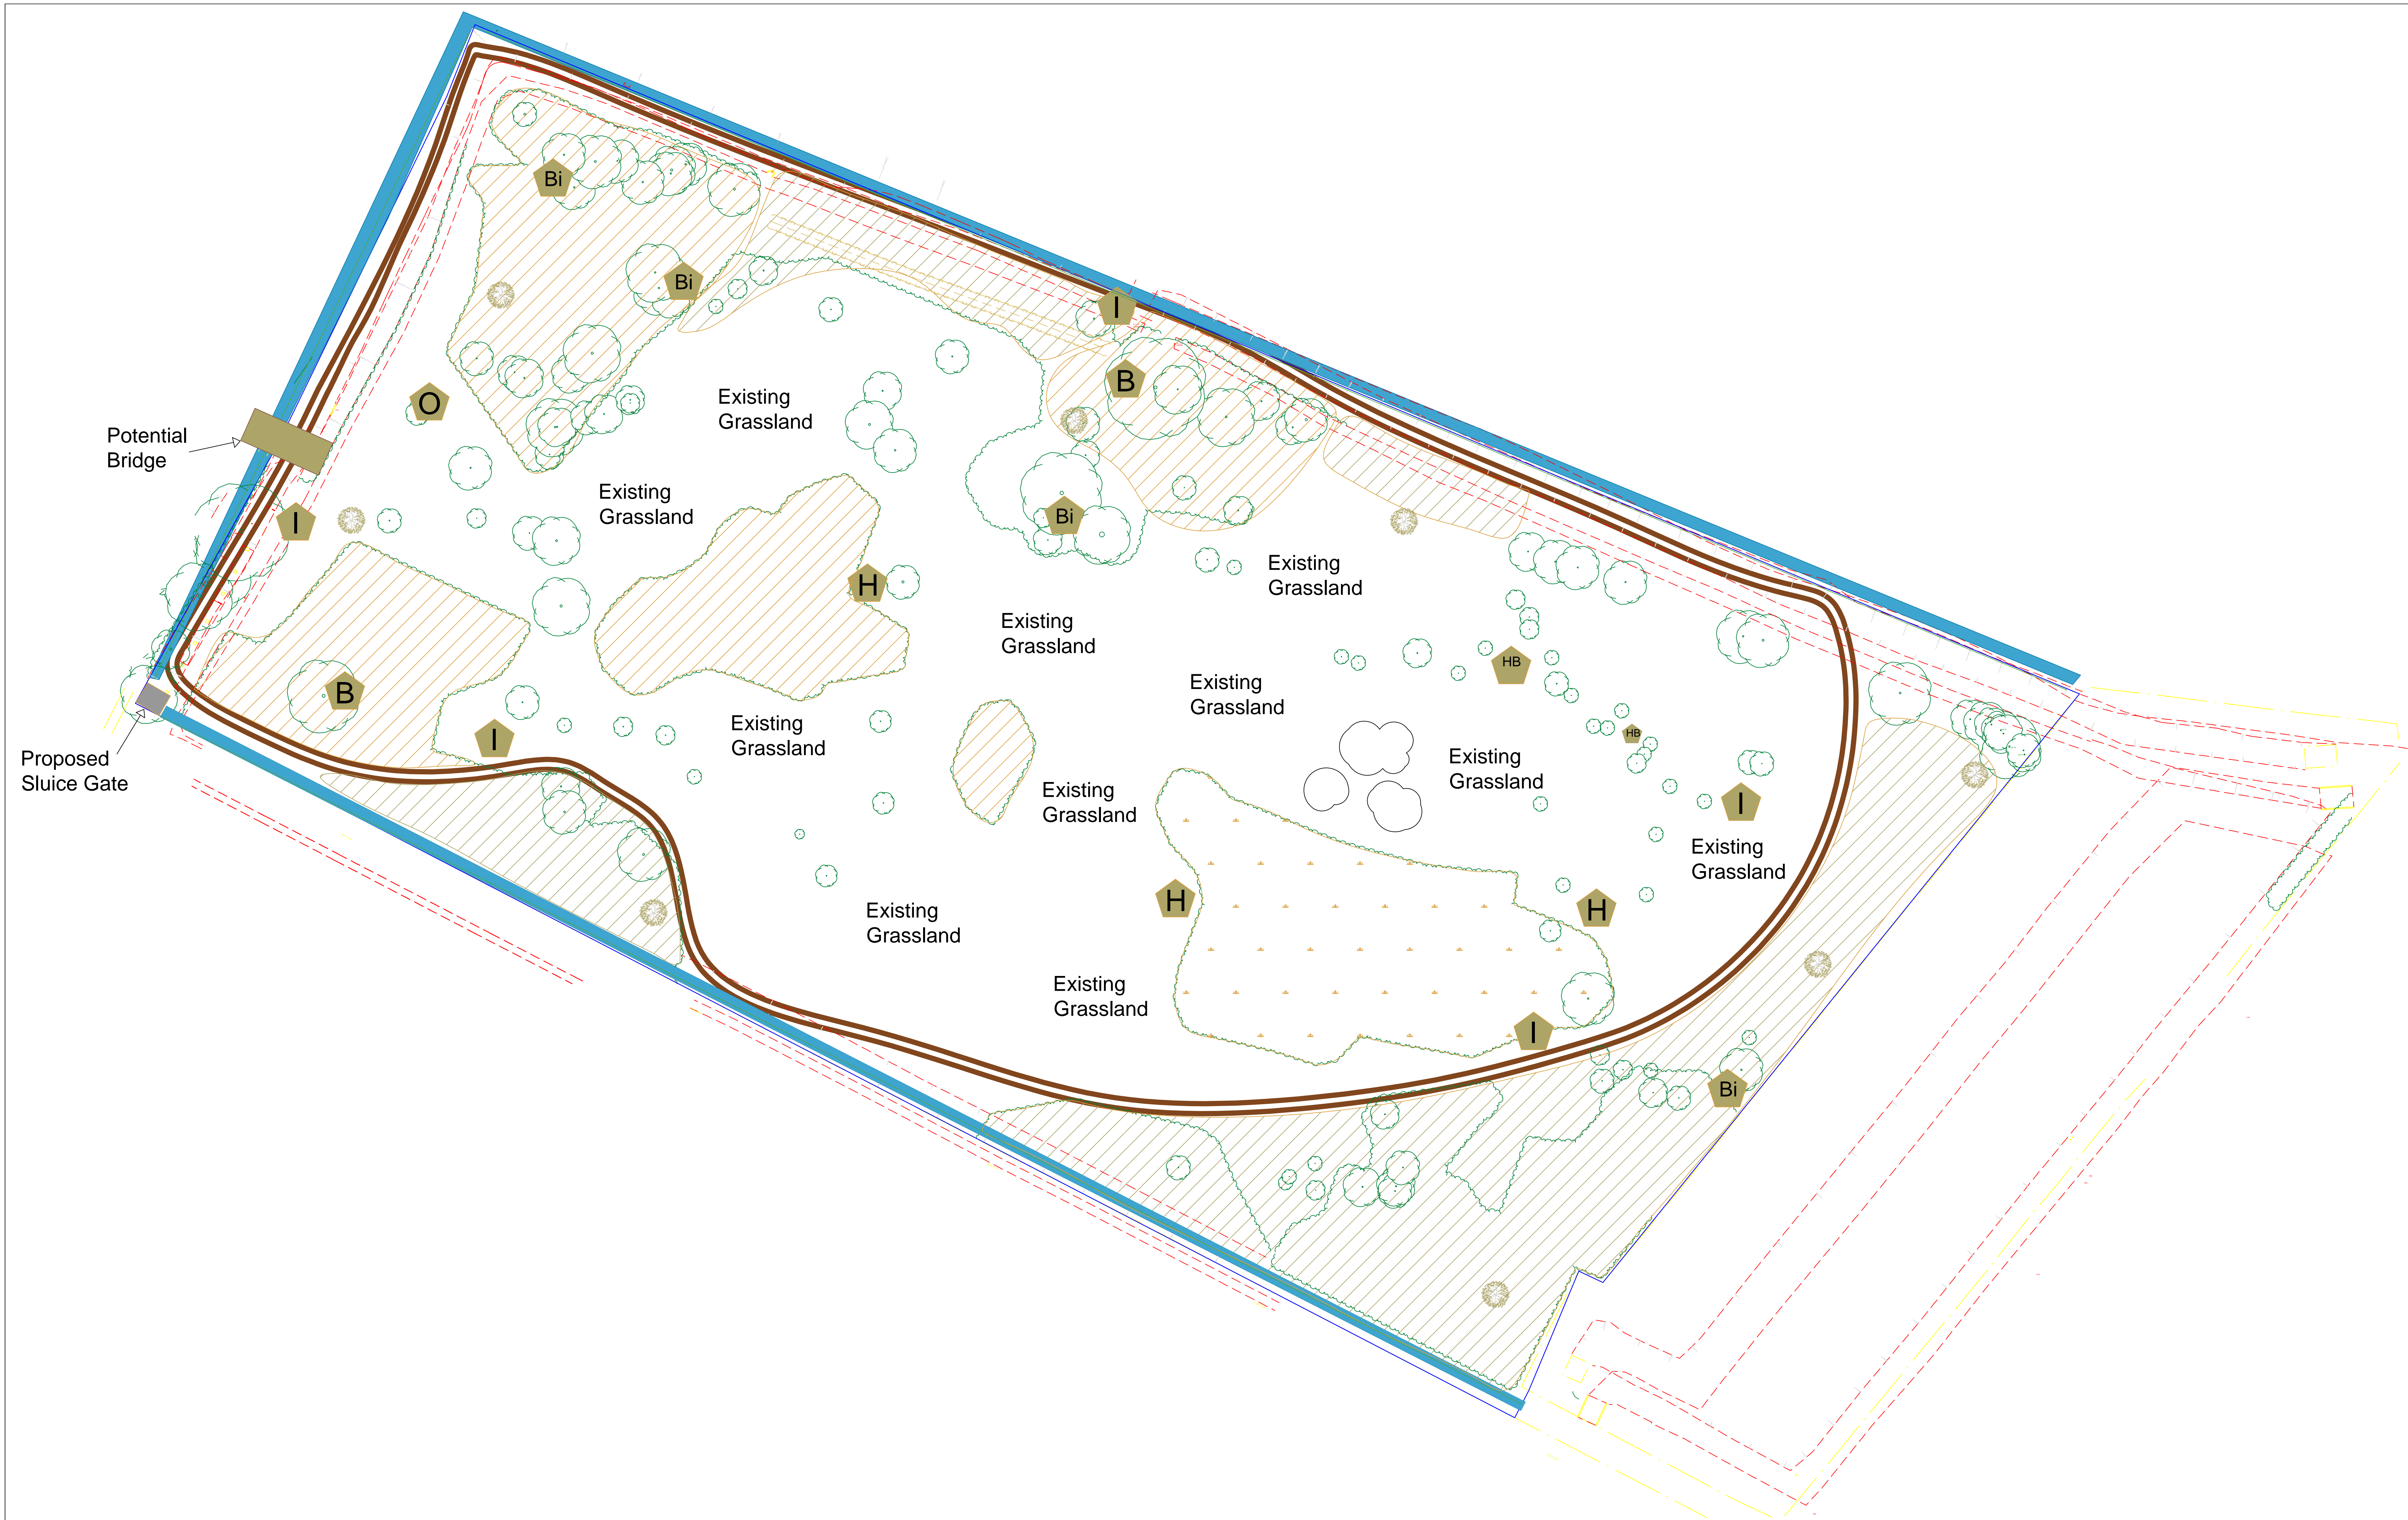 Bi
Bi
I
B
O
Existing
Grassland
Potential
Bridge
Existing
Grassland
I
Bi
H
Existing
Grassland
Existing
Grassland
HB
Existing
Grassland
B
I
Existing
Grassland
HB
Proposed
Sluice Gate
Existing
Grassland
Existing
Grassland
I
Existing
Grassland
H
H
Existing
Grassland
Existing
Grassland
I
Bi